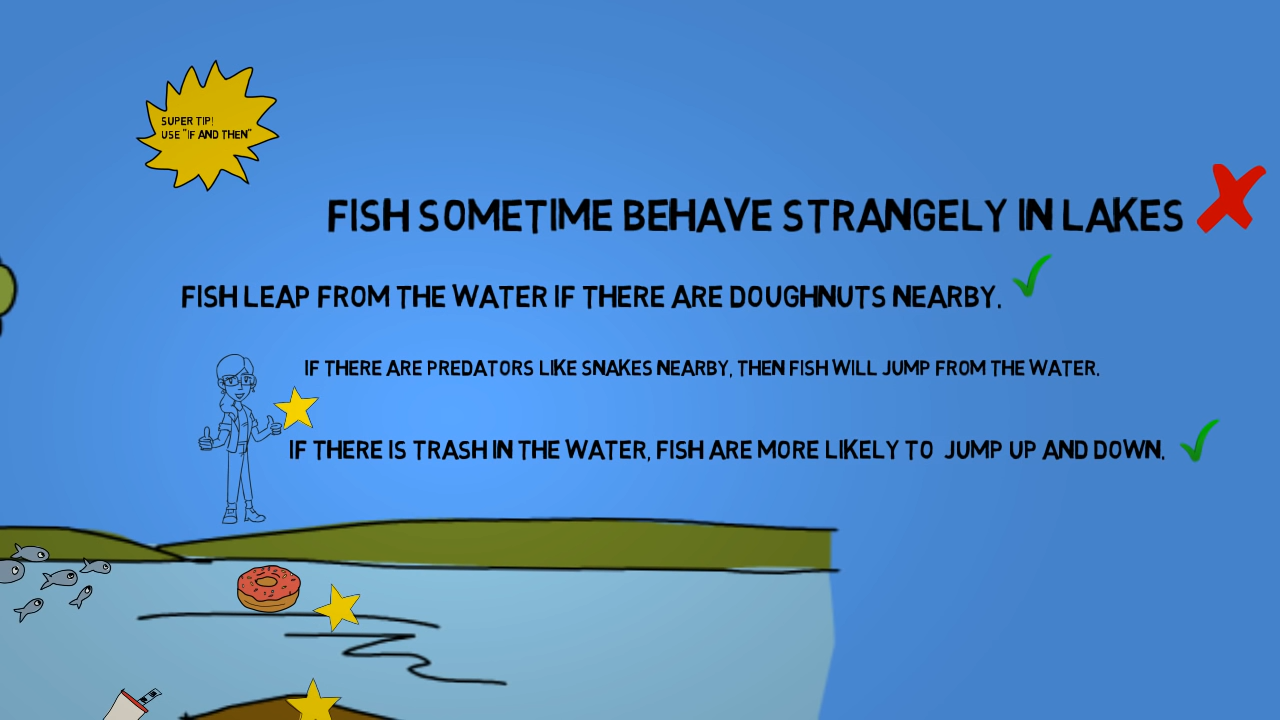 SUPER TIP!
USE "IF AND THEN"
FISH SOMETIME BEHAVE STRANGELY IN LAKES
FISH LEAP FROM THE WATER IF THERE ARE DOUGHNUTS NEARBY.
IF THERE ARE PREDATORS LIKE SNAKES NEARBY, THEN FISH WILL JUMP FROM THE WATER.
IF THERE IS TRASH IN THE WATER, FISH ARE MORE LIKELY TO JUMP UP AND DOWN.